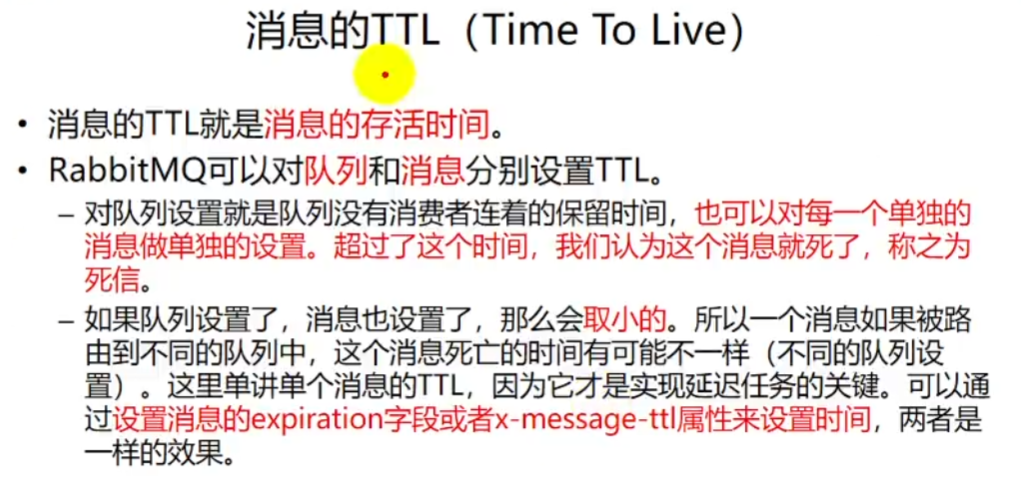 消息的TTL（Time To Live）
• 消息的TTL就是消息的存活时间。
• RabbitMQ可以对队列和消息分别设置TTL。
– 对队列设置就是队列没有消费者连着的保留时间，也可以对每一个单独的
消息做单独的设置。超过了这个时间，我们认为这个消息就死了，称之为
死信。
– 如果队列设置了，消息也设置了，那么会取小的。所以一个消息如果被路
由到不同的队列中，这个消息死亡的时间有可能不一样（不同的队列设
置）。这里单讲单个消息的TTL，因为它才是实现延迟任务的关键。可以通
过设置消息的expiration字段或者x-message-ttl属性来设置时间，两者是
一样的效果。